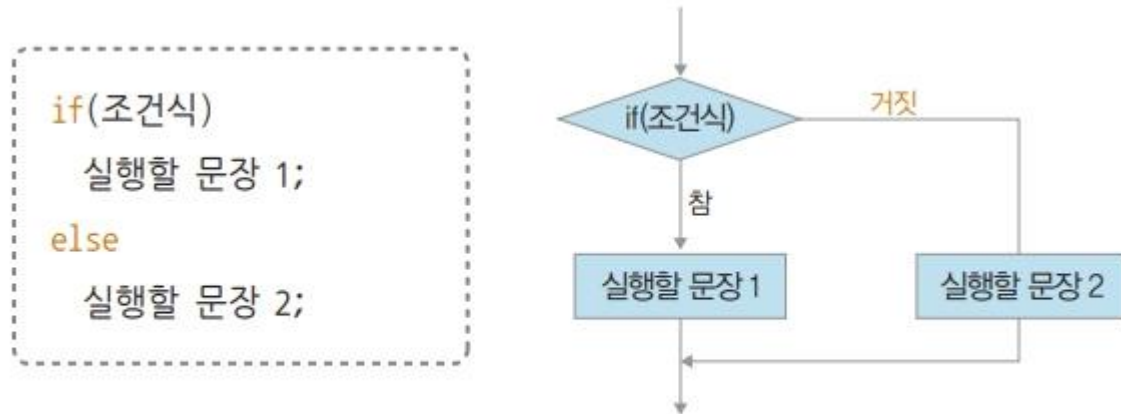 if(조건식)
실행할 문장 1;
else
실행할 문장 2;
if(조건식)
거짓
참
실행할 문장 1
실행할 문장 2